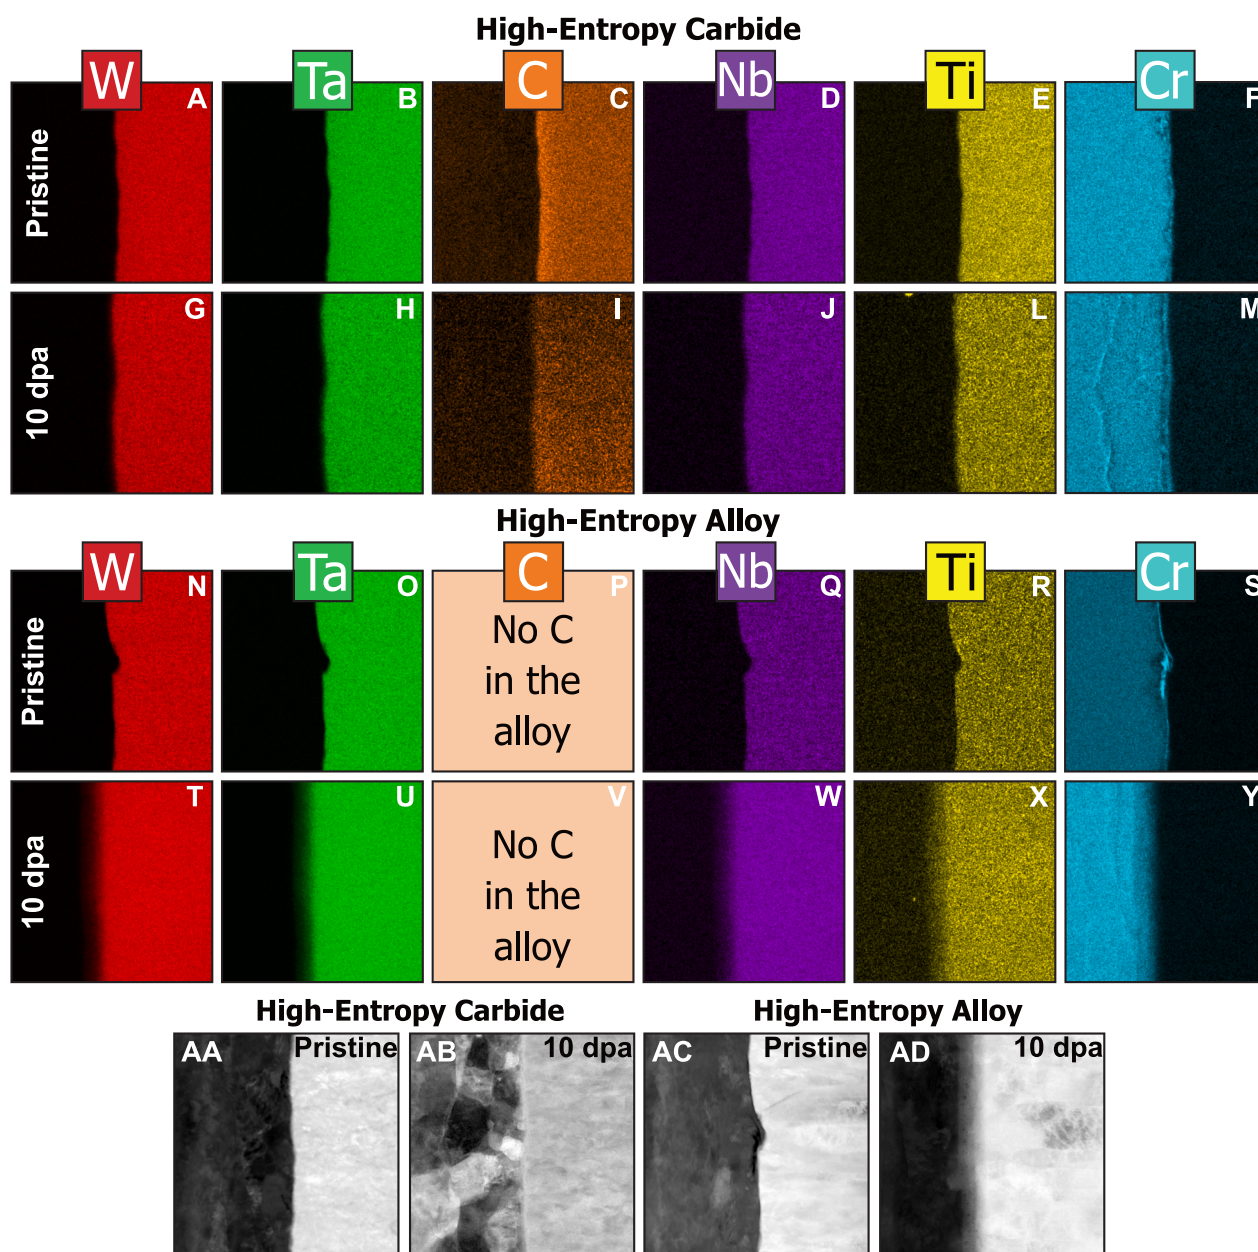 High-Entropy Carbide
W Ta C Nb Ti Cr
A B C D E F
Pristine
G H I J L M
10 dpa
High-Entropy Alloy
W Ta C Nb Ti Cr
N O P Q R S
Pristine
No C
in the
alloy
T U V W X Y
10 dpa
No C
in the
alloy
High-Entropy Carbide High-Entropy Alloy
AA Pristine AB 10 dpa AC Pristine AD 10 dpa